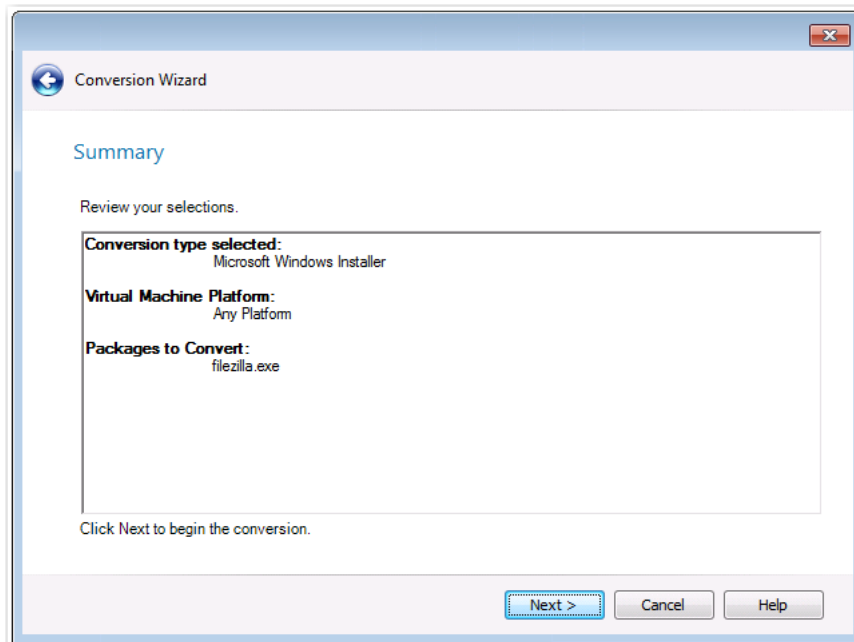 Conversion Wizard
Summary
Review your selections.
Conversion type selected:
Microsoft Windows Installer
Virtual Machine Platform:
Any Platform
Packages to Convert:
filezilla.exe
Click Next to begin the conversion.
Next >
Cancel
Help